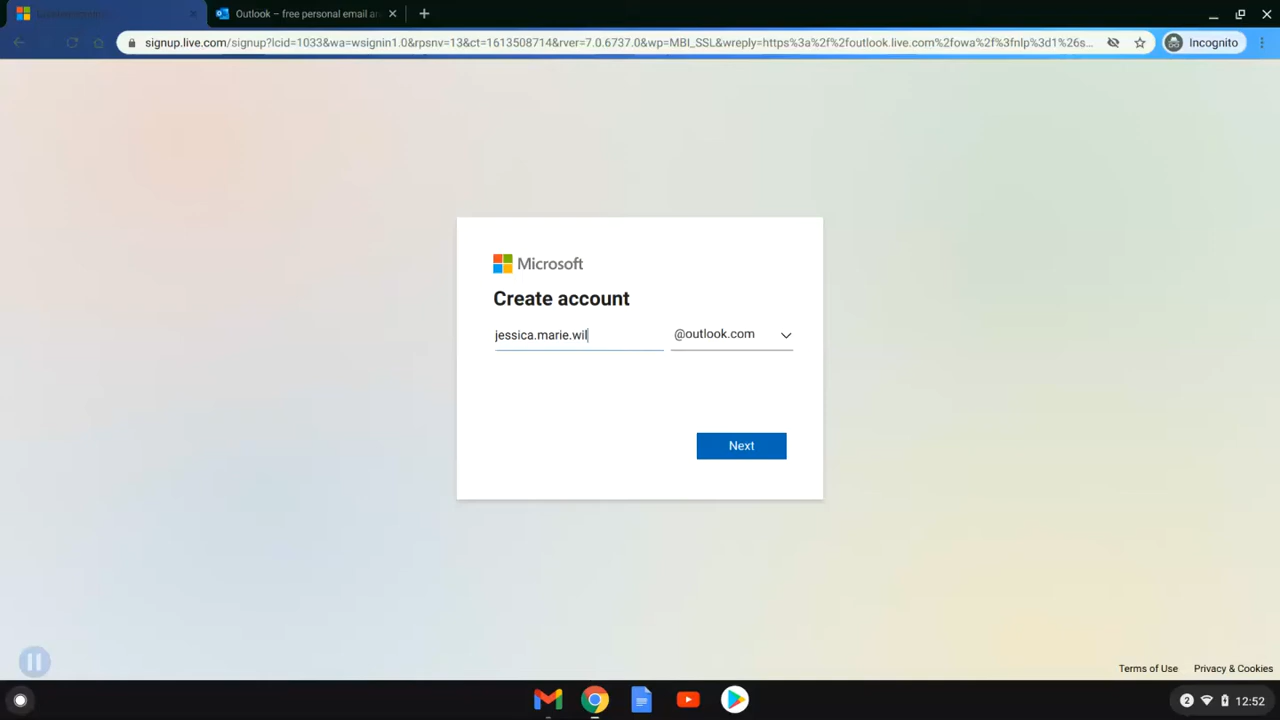 Outlook – free personal email an
signup.live.com/signup?lcid=1033&wa=wsignin1.0&rpsnv=13&ct=1613508714&rver=7.0.6737.0&wp=MBI_SSL&wreply=https%3a%2f%2foutlook.live.com%2fowa%2f%3fnlp%3d1%26s...
Incognito
Microsoft
Create account
jessica.marie.wil
@outlook.com
Next
Terms of Use
Privacy & Cookies
2
12:52